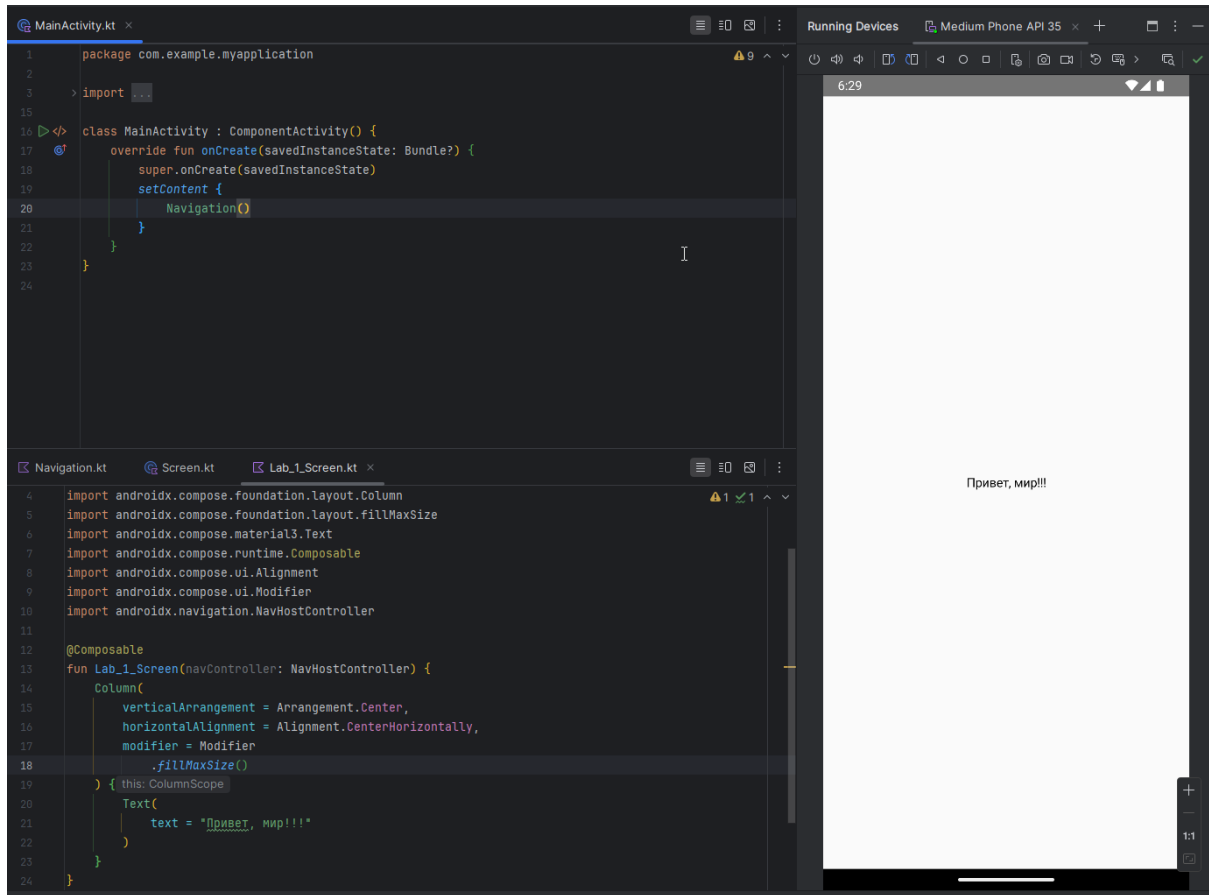 MainActivity.kt
1 package com.example.myapplication
9
2
3 import ...
15
16 class MainActivity : ComponentActivity() {
17 override fun onCreate(savedInstanceState: Bundle?) {
18 super.onCreate(savedInstanceState)
19 setContent {
20 Navigation()
21 }
22 }
23 }
24
Navigation.kt Screen.kt Lab_1_Screen.kt
4 import androidx.compose.foundation.layout.Column
1 1
5 import androidx.compose.foundation.layout.fillMaxSize
6 import androidx.compose.material3.Text
7 import androidx.compose.runtime.Composable
8 import androidx.compose.ui.Alignment
9 import androidx.compose.ui.Modifier
10 import androidx.navigation.NavHostController
11
12 @Composable
13 fun Lab_1_Screen(navController: NavHostController) {
14 Column(
15 verticalArrangement = Arrangement.Center,
16 horizontalAlignment = Alignment.CenterHorizontally,
17 modifier = Modifier
18 .fillMaxSize()
19 ) { this: ColumnScope
20 Text(
21 text = "Привет, мир!!!"
22 )
23 }
24 }
Running Devices Medium Phone API 35
6:29
Привет, мир!!!
1:1